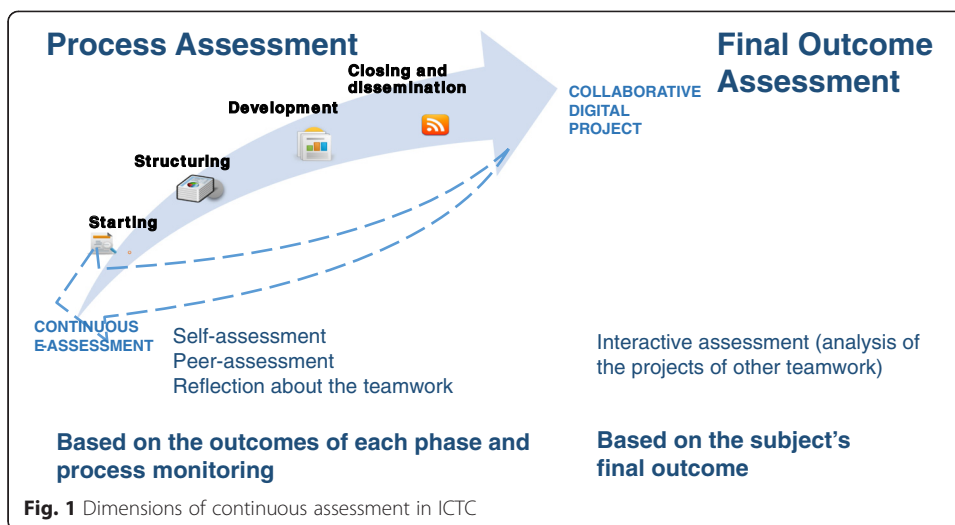 Process Assessment
Final Outcome
Assessment
Closing and
dissemination
Development
Structuring
Starting
COLLABORATIVE
DIGITAL
PROJECT
CONTINUOUS
E-ASSESSMENT
Self-assessment
Peer-assessment
Reflection about the teamwork
Interactive assessment (analysis of
the projects of other teamwork)
Based on the outcomes of each phase and
process monitoring
Based on the subject's
final outcome
Fig. 1 Dimensions of continuous assessment in ICTC